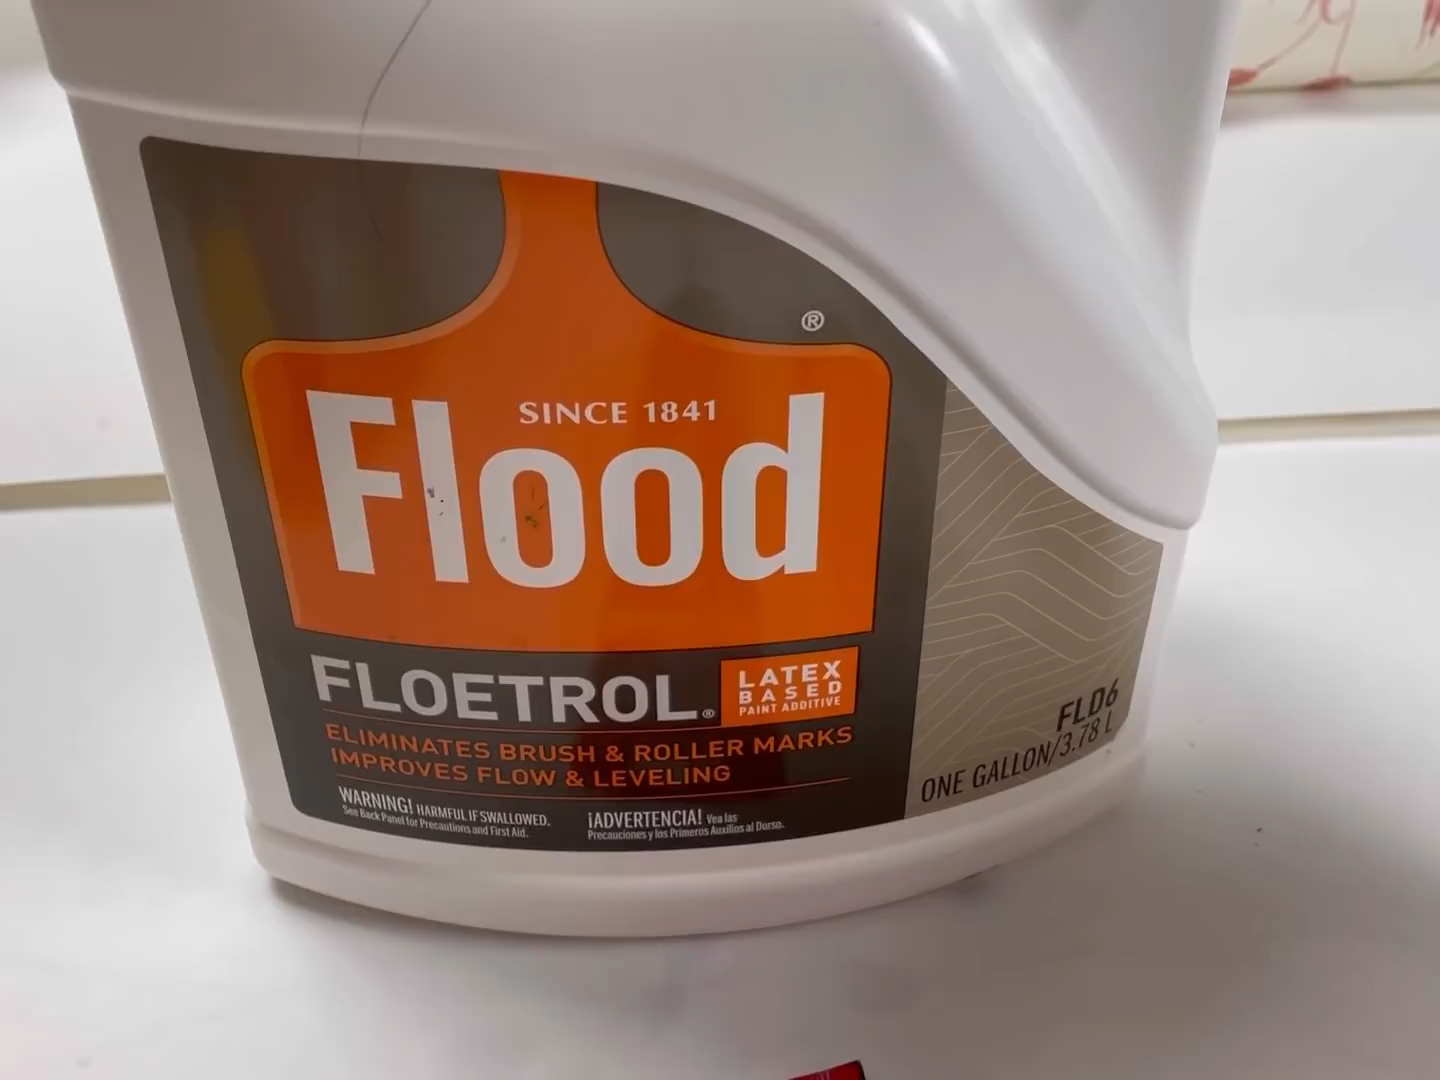 ®
SINCE 1841
Flood
FLOETROL®
LATEX
BASED
PAINT ADDITIVE
ELIMINATES BRUSH & ROLLER MARKS
IMPROVES FLOW & LEVELING
WARNING! HARMFUL IF SWALLOWED.
See Back Panel for Precautions and First Aid.
¡ADVERTENCIA! Vea las
Precauciones y los Primeros Auxilios al Dorso.
FLD6
ONE GALLON/3.78 L